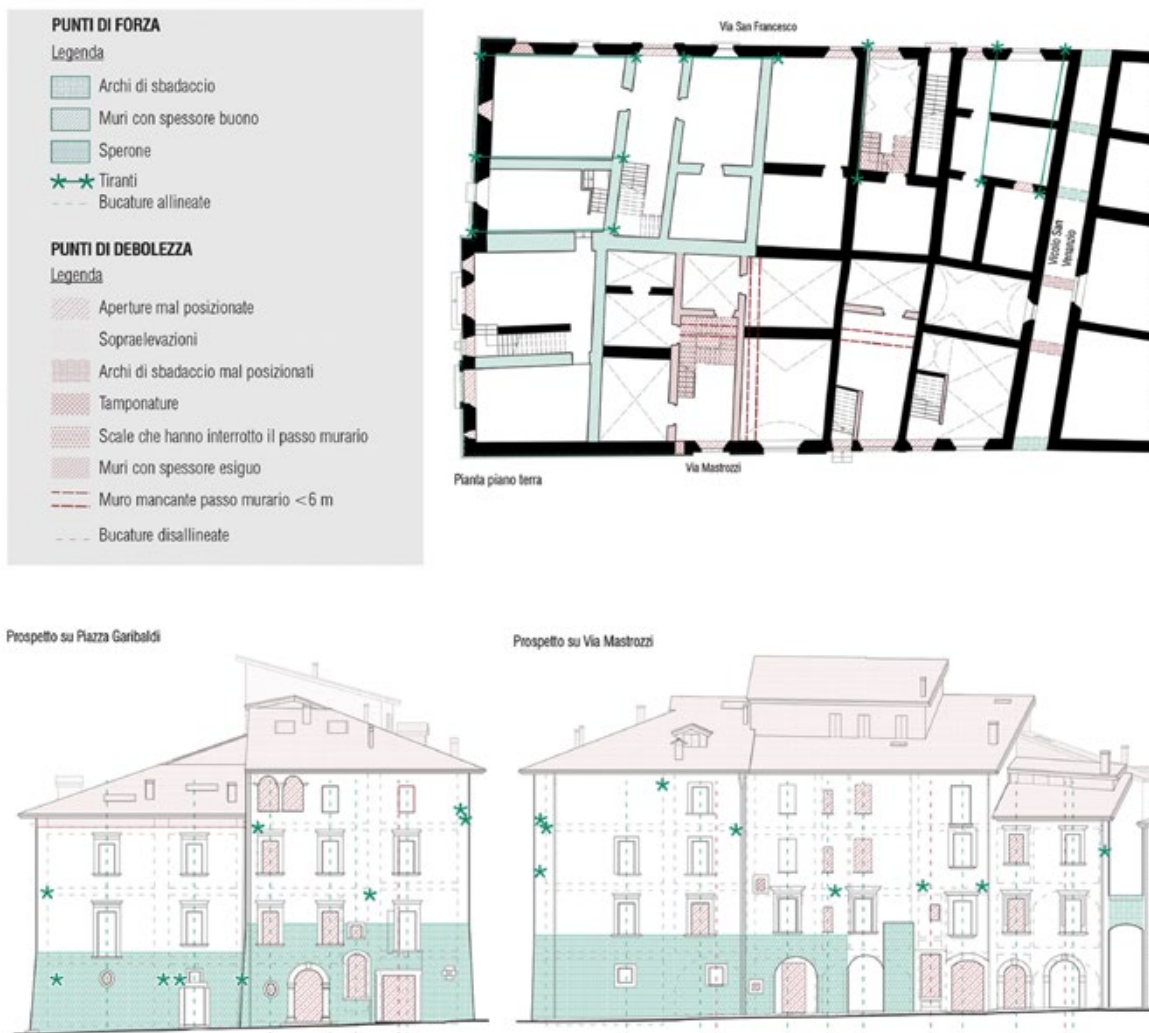 PUNTI DI FORZA
Legenda
Archi di sbadaccio
Muri con spessore buono
Sperone
Tiranti
Bucature allineate
PUNTI DI DEBOLEZZA
Legenda
Aperture mal posizionate
Sopraelevazioni
Archi di sbadaccio mal posizionati
Tamponature
Scale che hanno interrotto il passo murario
Muri con spessore esiguo
Muro mancante passo murario <6 m
Bucature disallineate
Via San Francesco
Vicolo San
Venanzio
Via Mastrozzi
Pianta piano terra
Prospetto su Piazza Garibaldi
Prospetto su Via Mastrozzi